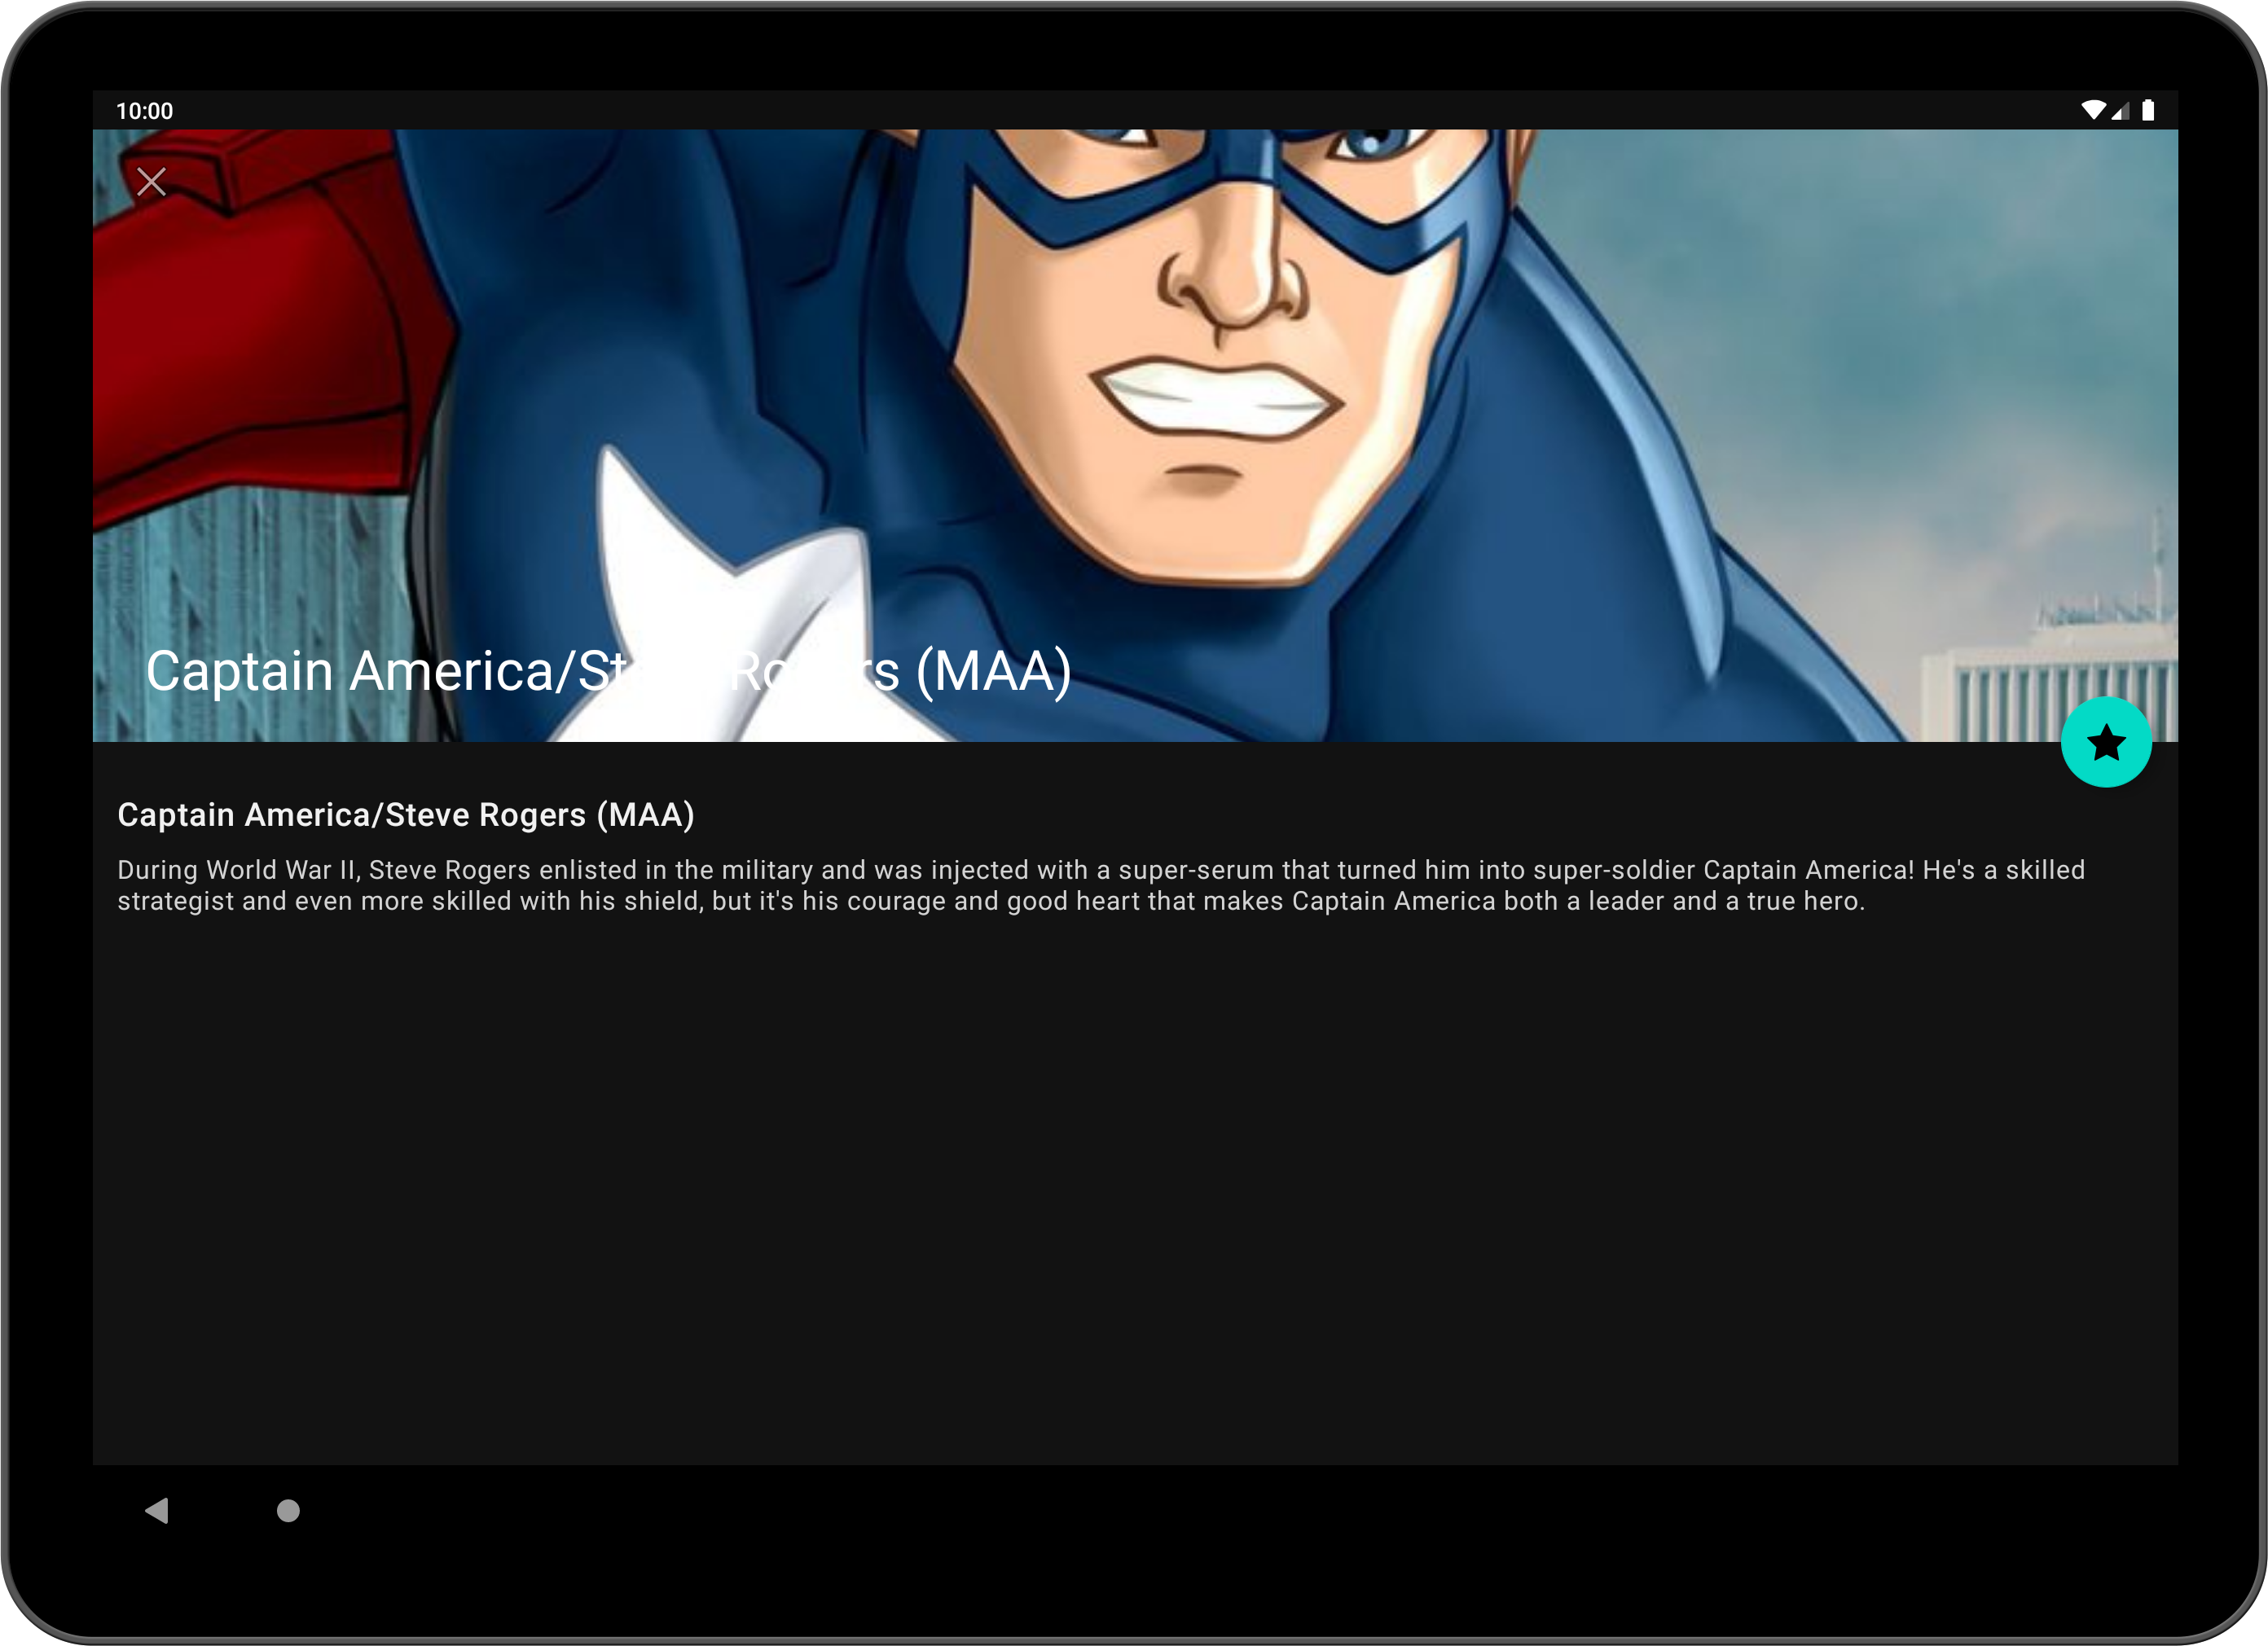 10:00
Captain America/Steve Rogers (MAA)
Captain America/Steve Rogers (MAA)
During World War II, Steve Rogers enlisted in the military and was injected with a super-serum that turned him into super-soldier Captain America! He's a skilled
strategist and even more skilled with his shield, but it's his courage and good heart that makes Captain America both a leader and a true hero.